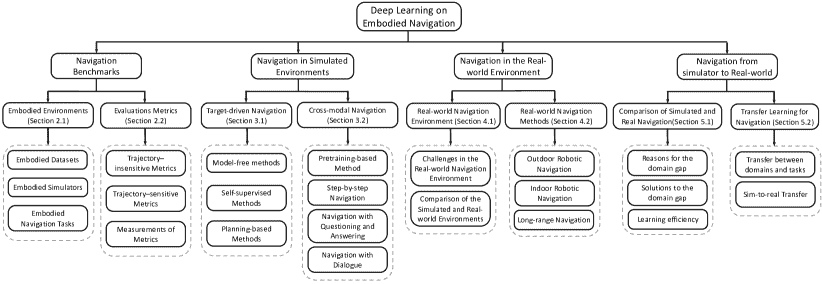 Deep Learning on
Embodied Navigation
Navigation
Benchmarks
Navigation in Simulated
Environments
Navigation in the Real-
world Environment
Navigation from
simulator to Real-world
Embodied Environments
(Section 2.1)
Evaluations Metrics
(Section 2.2)
Target-driven Navigation
(Section 3.1)
Cross-modal Navigation
(Section 3.2)
Real-world Navigation
Environment (Section 4.1)
Real-world Navigation
Methods (Section 4.2)
Comparison of Simulated and
Real Navigation(Section 5.1)
Transfer Learning for
Navigation (Section 5.2)
Embodied Datasets
Embodied Simulators
Embodied
Navigation Tasks
Trajectory–
insensitive Metrics
Trajectory–sensitive
Metrics
Measurements of
Metrics
Model-free methods
Self-supervised
Methods
Planning-based
Methods
Pretraining-based
Method
Step-by-step
Navigation
Navigation with
Questioning and
Answering
Navigation with
Dialogue
Challenges in the
Real-world Navigation
Environment
Comparison of the
Simulated and Real-
world Environments
Outdoor Robotic
Navigation
Indoor Robotic
Navigation
Long-range Navigation
Reasons for the
domain gap
Solutions to the
domain gap
Learning efficiency
Transfer between
domains and tasks
Sim-to-real Transfer